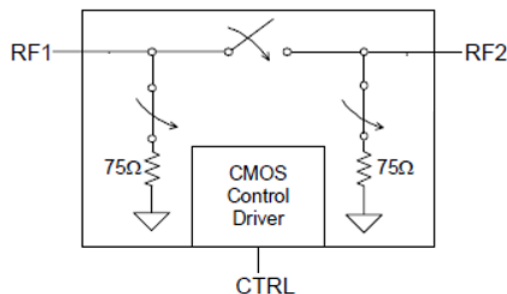 RF1
RF2
75Ω
75Ω
CMOS
Control
Driver
CTRL